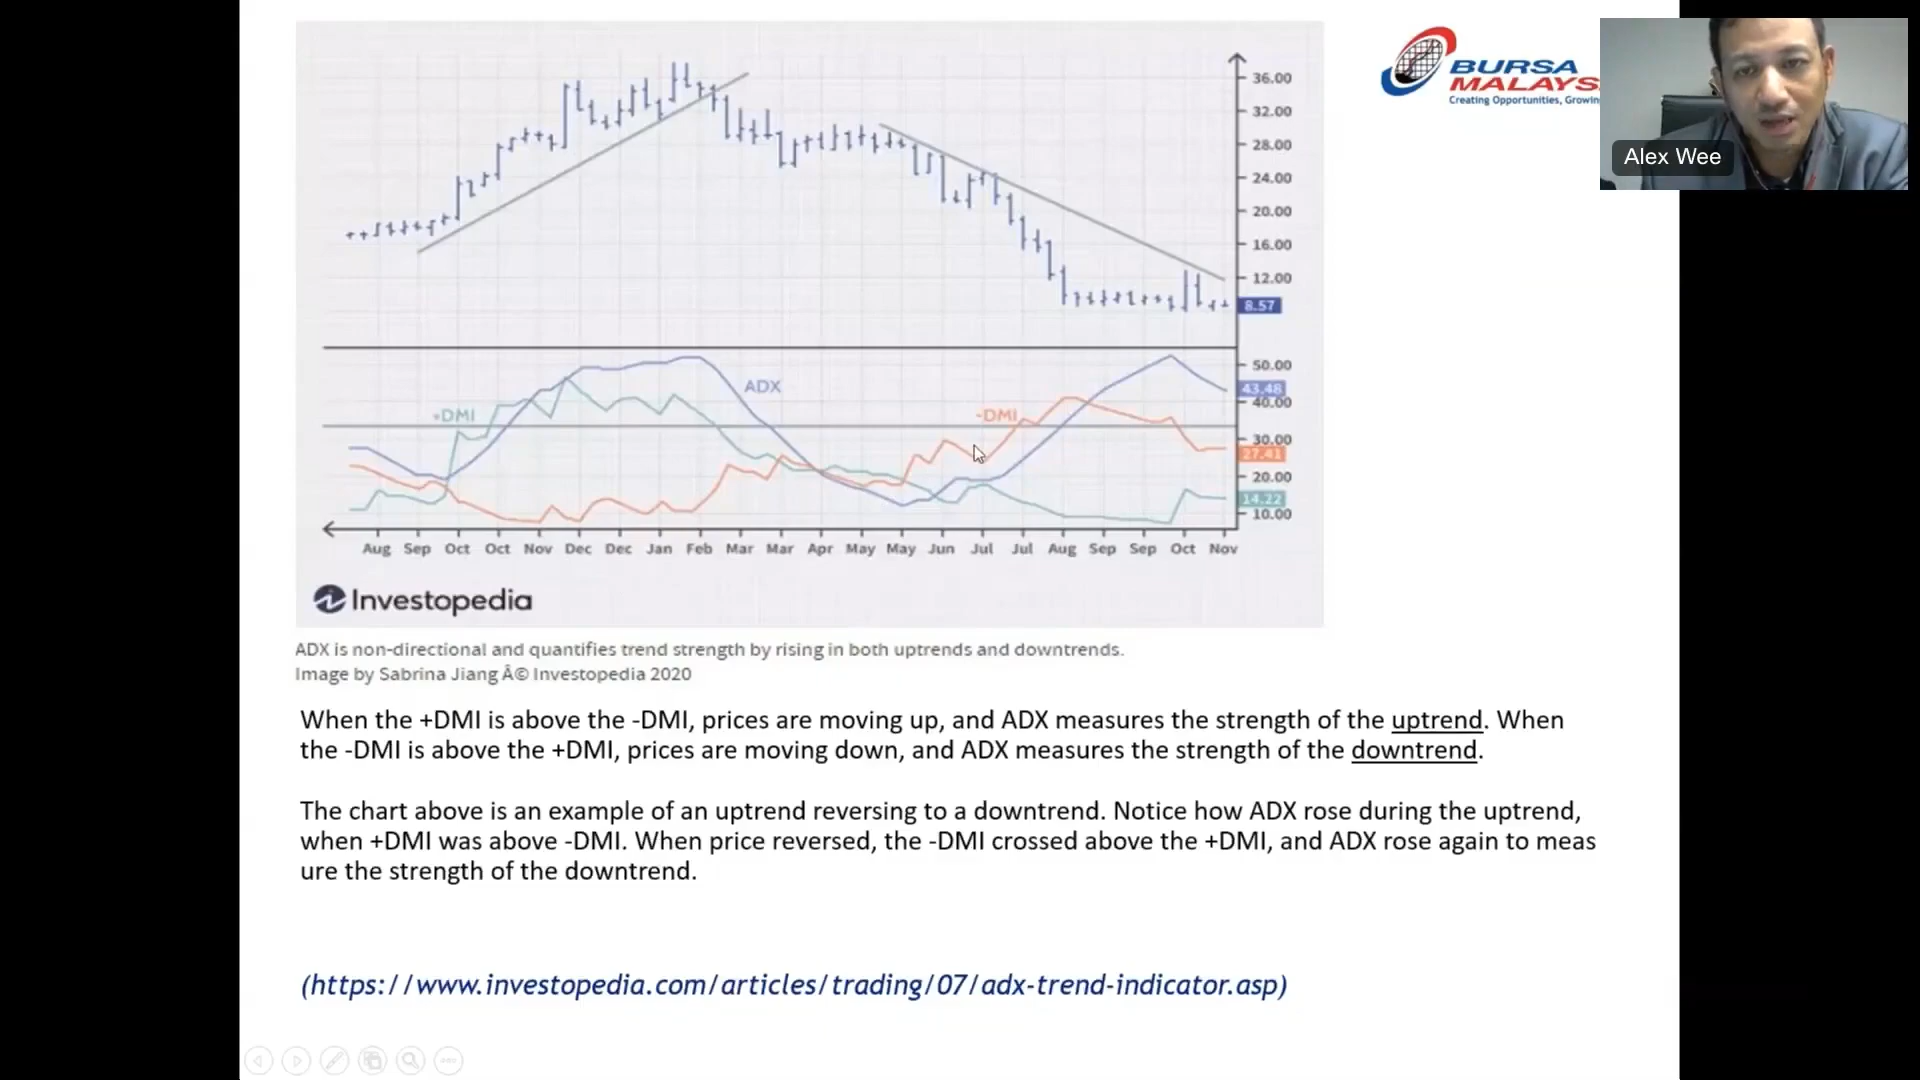 BURSA
MALAYS
Creating Opportunities, Growin
Alex Wee
36.00
32.00
28.00
24.00
20.00
16.00
12.00
8.57
50.00
43.48
40.00
30.00
27.41
20.00
14.22
10.00
ADX
+DMI
-DMI
Aug Sep Oct Oct Nov Dec Dec Jan Feb Mar Mar Apr May May Jun Jul Jul Aug Sep Sep Oct Nov
Investopedia
ADX is non-directional and quantifies trend strength by rising in both uptrends and downtrends.
Image by Sabrina Jiang Â© Investopedia 2020
When the +DMI is above the -DMI, prices are moving up, and ADX measures the strength of the uptrend. When
the -DMI is above the +DMI, prices are moving down, and ADX measures the strength of the downtrend.
The chart above is an example of an uptrend reversing to a downtrend. Notice how ADX rose during the uptrend,
when +DMI was above -DMI. When price reversed, the -DMI crossed above the +DMI, and ADX rose again to meas
ure the strength of the downtrend.
(https://www.investopedia.com/articles/trading/07/adx-trend-indicator.asp)